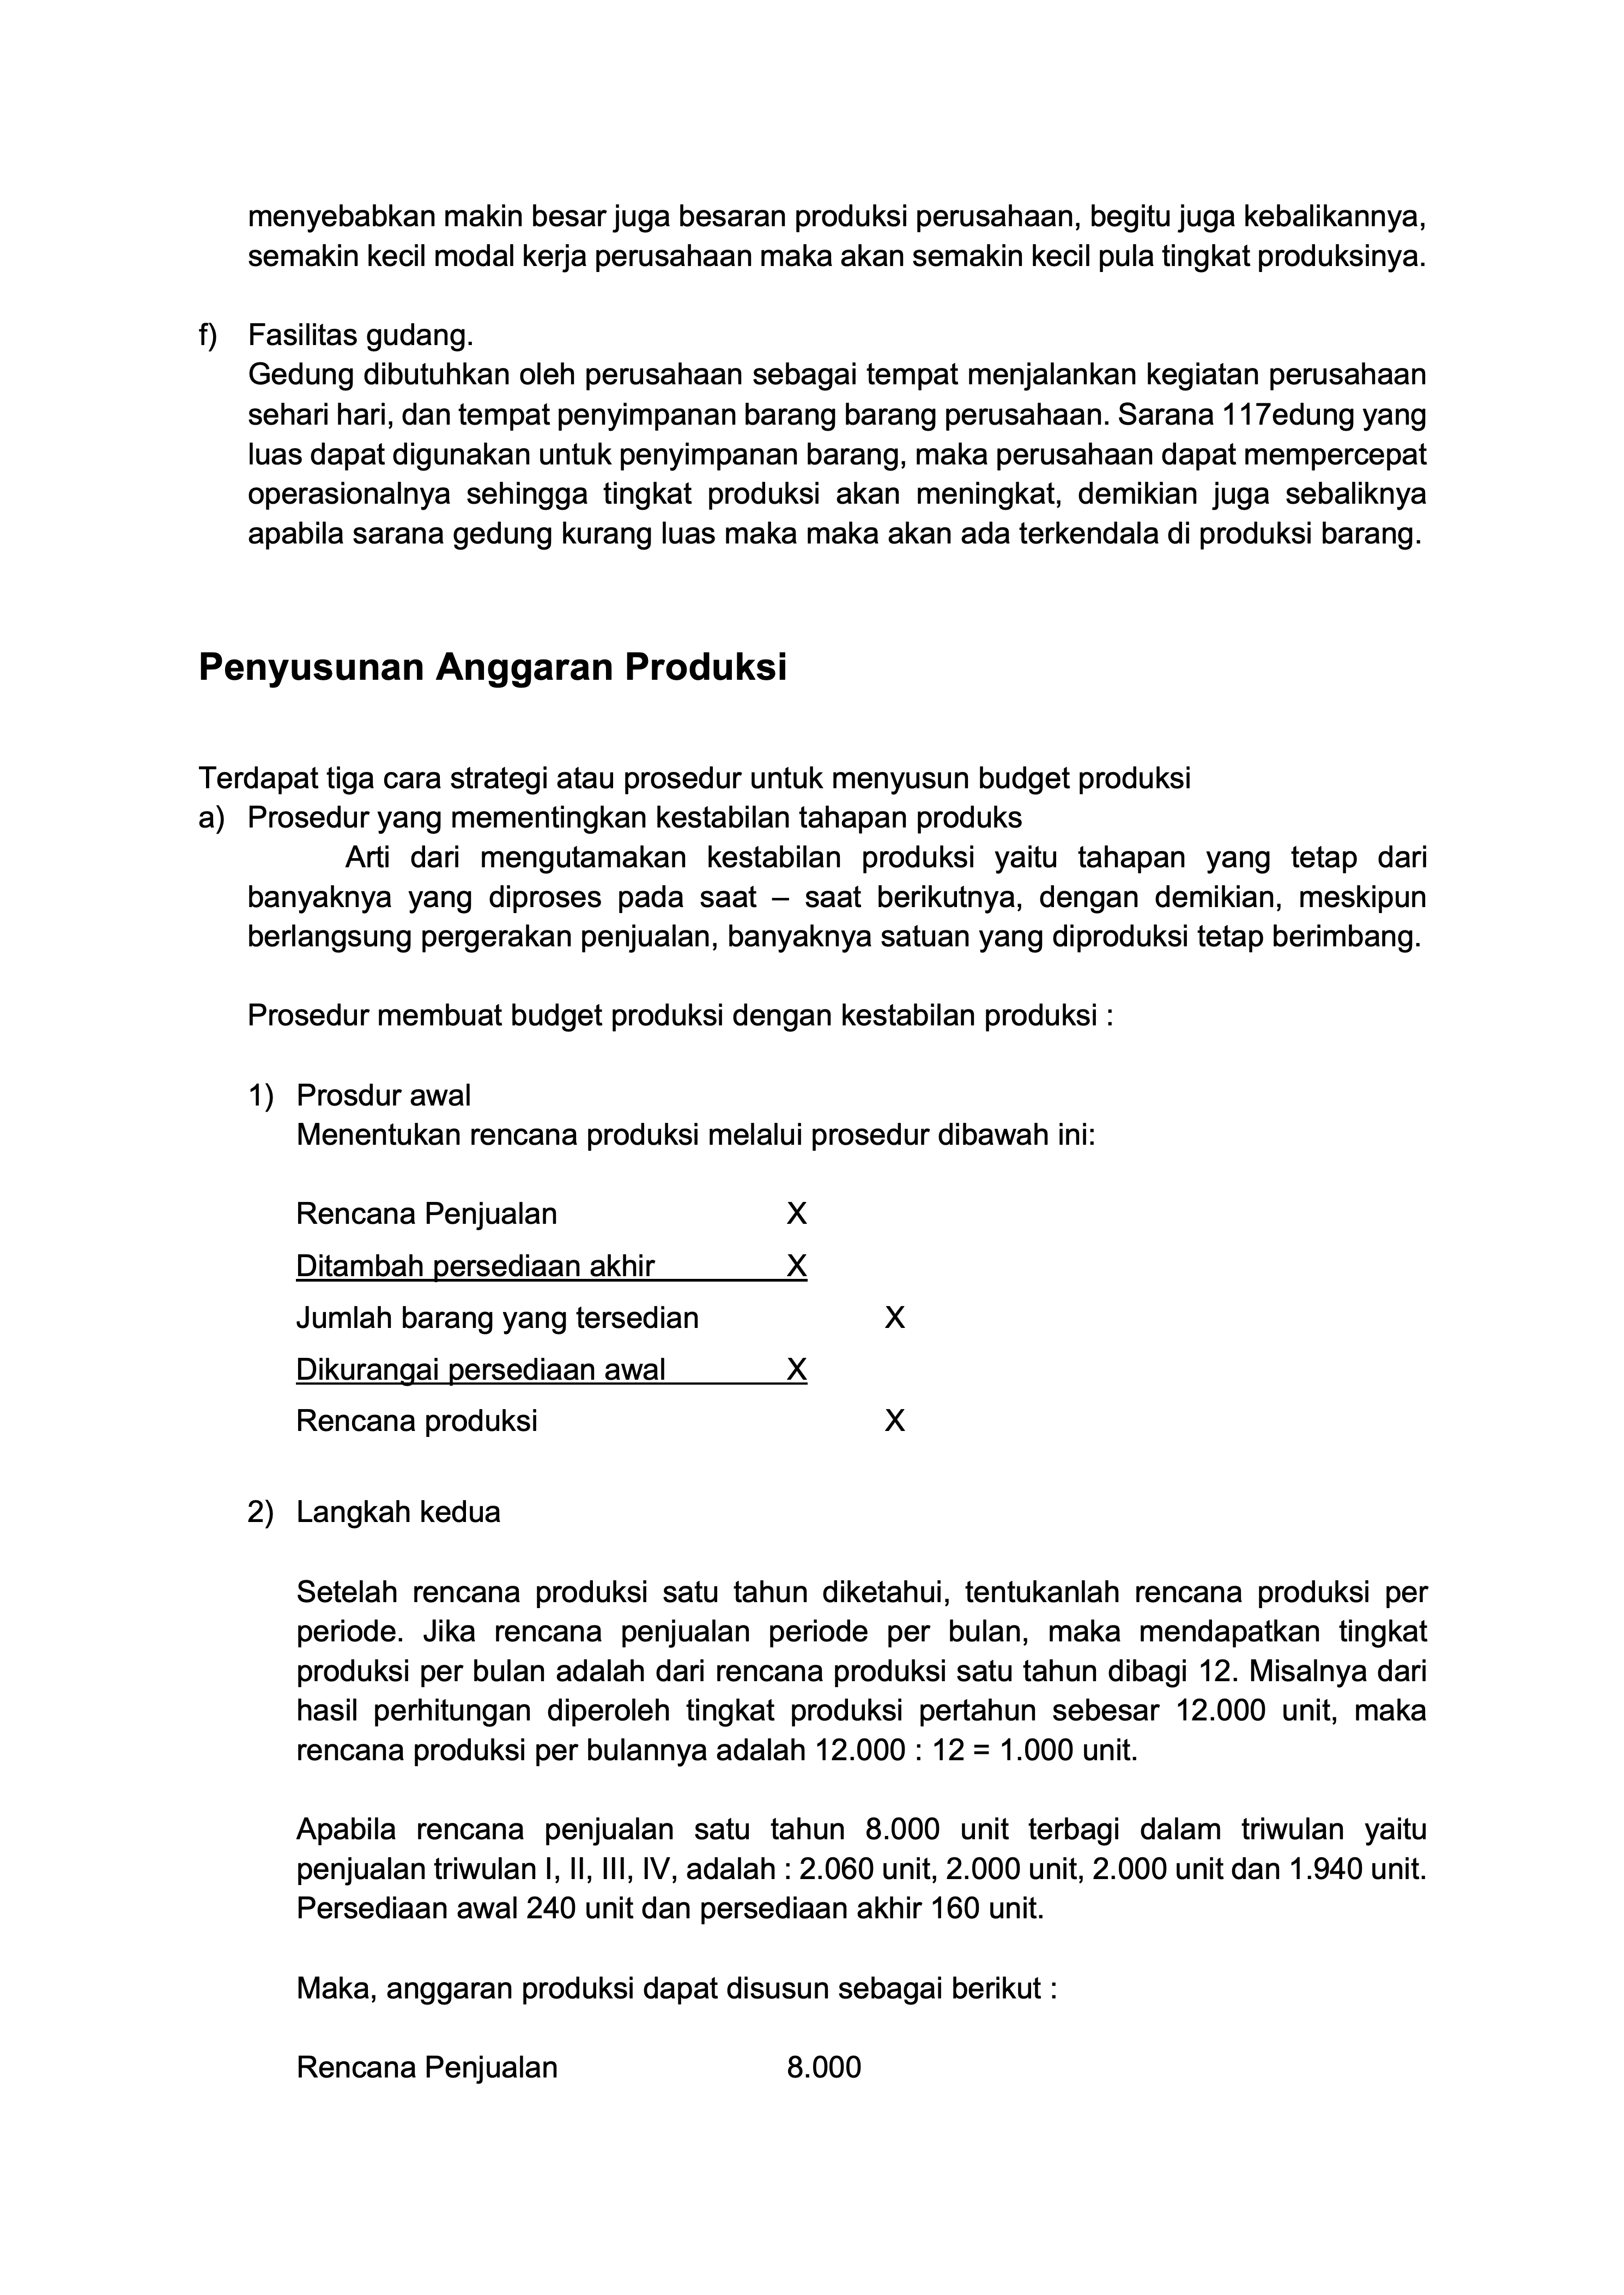 menyebabkan makin besar juga besaran produksi perusahaan, begitu juga kebalikannya,
semakin kecil modal kerja perusahaan maka akan semakin kecil pula tingkat produksinya.
f) Fasilitas gudang.
Gedung dibutuhkan oleh perusahaan sebagai tempat menjalankan kegiatan perusahaan
sehari hari, dan tempat penyimpanan barang barang perusahaan. Sarana 117edung yang
luas dapat digunakan untuk penyimpanan barang, maka perusahaan dapat mempercepat
operasionalnya sehingga tingkat produksi akan meningkat, demikian juga sebaliknya
apabila sarana gedung kurang luas maka maka akan ada terkendala di produksi barang.
Penyusunan Anggaran Produksi
Terdapat tiga cara strategi atau prosedur untuk menyusun budget produksi
a) Prosedur yang mementingkan kestabilan tahapan produks
Arti dari mengutamakan kestabilan produksi yaitu tahapan yang tetap dari
banyaknya yang diproses pada saat – saat berikutnya, dengan demikian, meskipun
berlangsung pergerakan penjualan, banyaknya satuan yang diproduksi tetap berimbang.
Prosedur membuat budget produksi dengan kestabilan produksi :
1) Prosdur awal
Menentukan rencana produksi melalui prosedur dibawah ini:
Rencana Penjualan X
Ditambah persediaan akhir X
Jumlah barang yang tersedian X
Dikurangai persediaan awal X
Rencana produksi X
2) Langkah kedua
Setelah rencana produksi satu tahun diketahui, tentukanlah rencana produksi per
periode. Jika rencana penjualan periode per bulan, maka mendapatkan tingkat
produksi per bulan adalah dari rencana produksi satu tahun dibagi 12. Misalnya dari
hasil perhitungan diperoleh tingkat produksi pertahun sebesar 12.000 unit, maka
rencana produksi per bulannya adalah 12.000 : 12 = 1.000 unit.
Apabila rencana penjualan satu tahun 8.000 unit terbagi dalam triwulan yaitu
penjualan triwulan I, II, III, IV, adalah : 2.060 unit, 2.000 unit, 2.000 unit dan 1.940 unit.
Persediaan awal 240 unit dan persediaan akhir 160 unit.
Maka, anggaran produksi dapat disusun sebagai berikut :
Rencana Penjualan 8.000